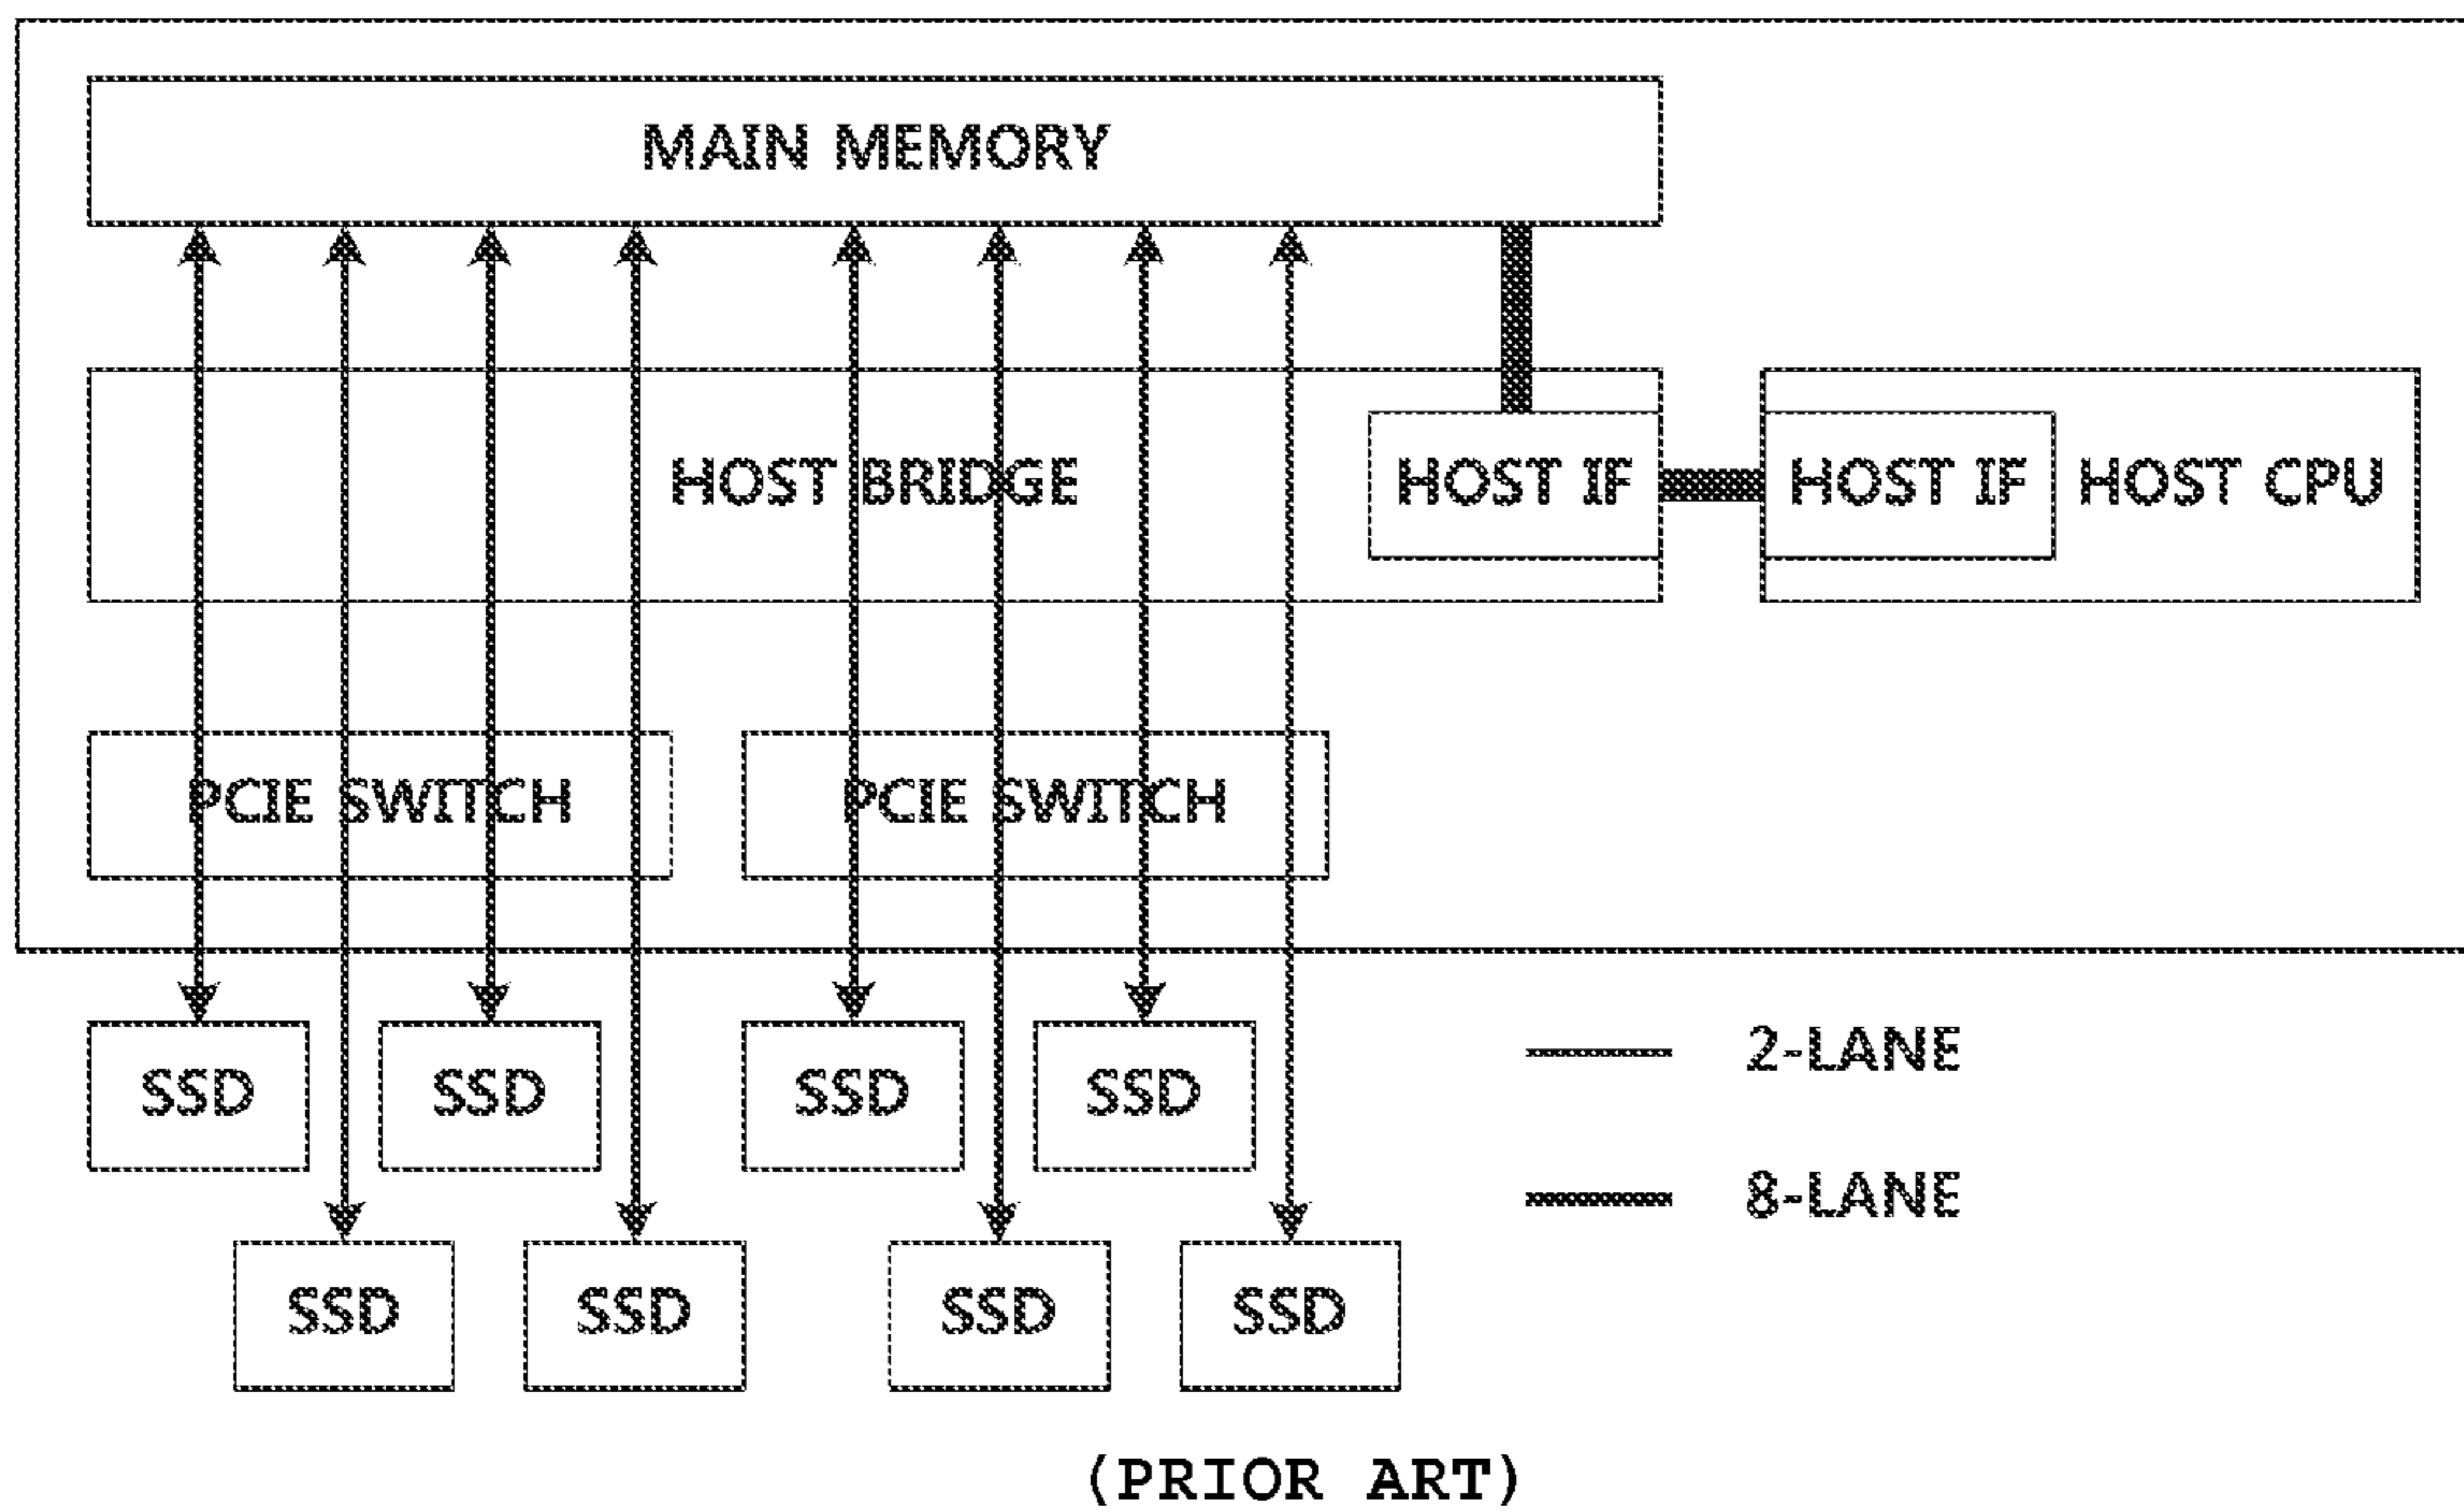 MAIN MEMORY
HOST BRIDGE
HOST IF
HOST IF
HOST CPU
PCIE SWITCH
PCIE SWITCH
SSD
SSD
SSD
SSD
2-LANE
8-LANE
SSD
SSD
SSD
SSD
(PRIOR ART)